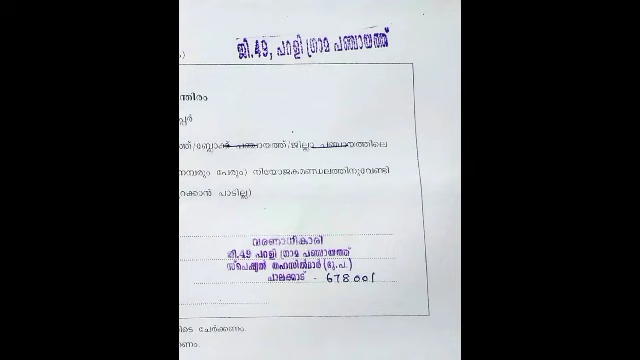 ജി.49, പറളി ഗ്രാമ പഞ്ചായത്ത്
ന്തിരം
പ്പർ
ത്ത്/ബ്ലോക്ക് പഞ്ചായത്ത്/ജില്ലാ പഞ്ചായത്തിലെ
നമ്പരും പേരും) നിയോജകമണ്ഡലത്തിനുവേണ്ടി
റക്കാൻ പാടില്ല)
വരണാധികാരി
ജി.49 പറളി ഗ്രാമ പഞ്ചായത്ത്
സ്പെഷ്യൽ തഹസിൽദാർ (ഭൂ.പ.)
പാലക്കാട് - 678001
ടെ ചേർക്കണം.
ണം.